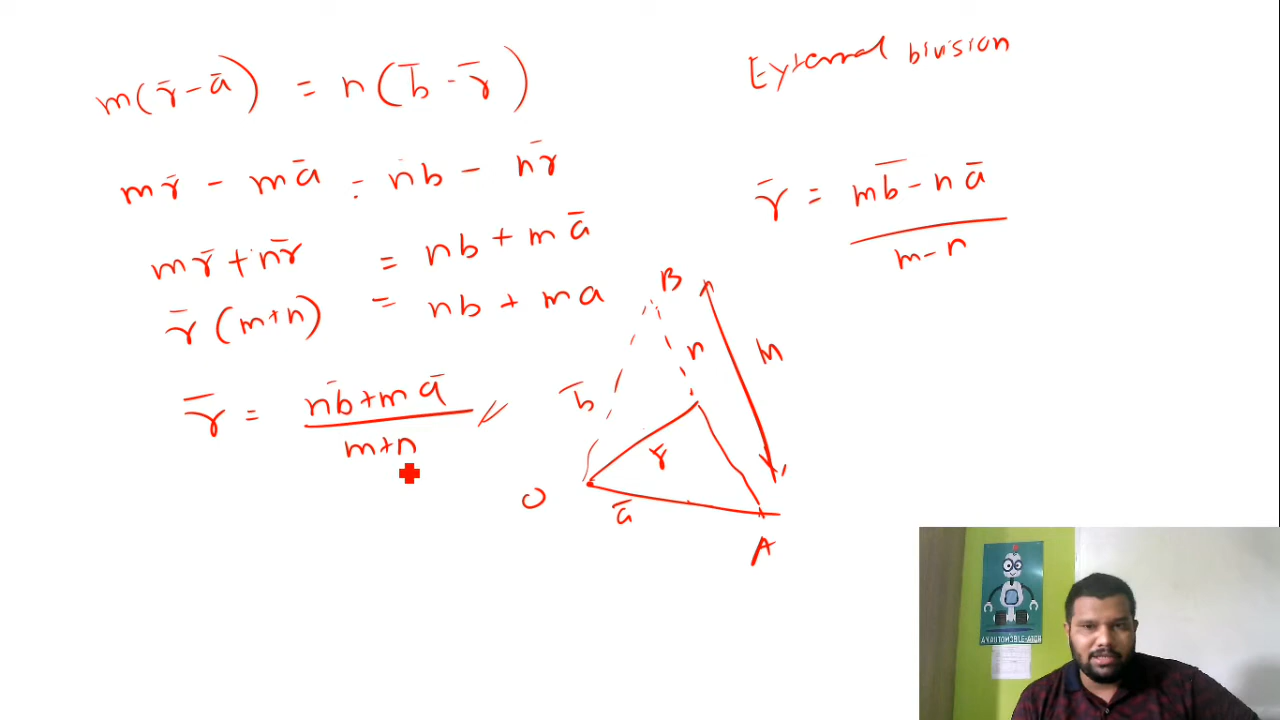 m(r̄ - ā) = n(b̄ - r̄)
mr̄ - mā = nb - nr̄
mr̄ + nr̄ = nb + mā
r̄(m+n) = nb + ma
r̄ = nb̄ + mā
m+n
External Division
r̄ = mb̄ - nā
m - n
B
n
m
b̄
r̄
O
ā
A